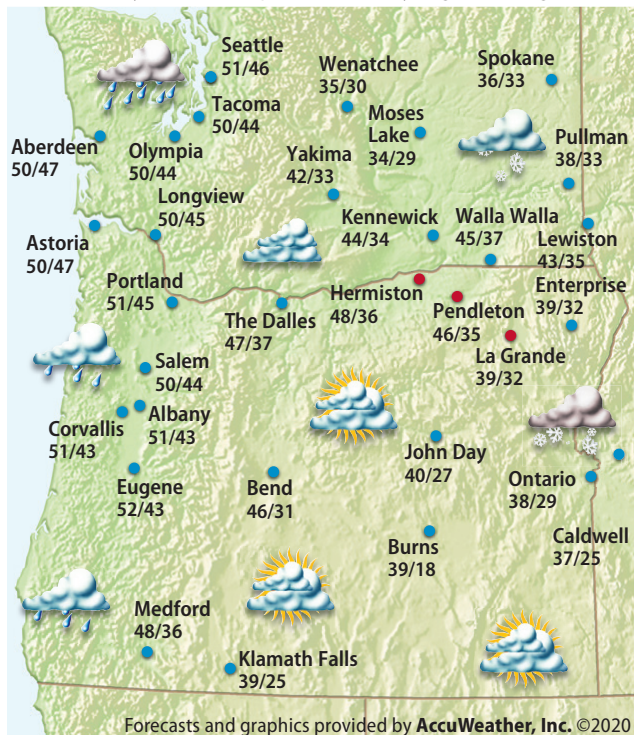 Seattle
51/46
Wenatchee
35/30
Spokane
36/33
Tacoma
50/44
Moses
Lake
34/29
Aberdeen
50/47
Olympia
50/44
Yakima
42/33
Pullman
38/33
Longview
50/45
Kennewick
44/34
Walla Walla
45/37
Lewiston
43/35
Astoria
50/47
Portland
51/45
The Dalles
47/37
Hermiston
48/36
Pendleton
46/35
Enterprise
39/32
La Grande
39/32
Salem
50/44
Corvallis
51/43
Albany
51/43
John Day
40/27
Eugene
52/43
Bend
46/31
Ontario
38/29
Burns
39/18
Caldwell
37/25
Medford
48/36
Klamath Falls
39/25
Forecasts and graphics provided by AccuWeather, Inc. ©2020